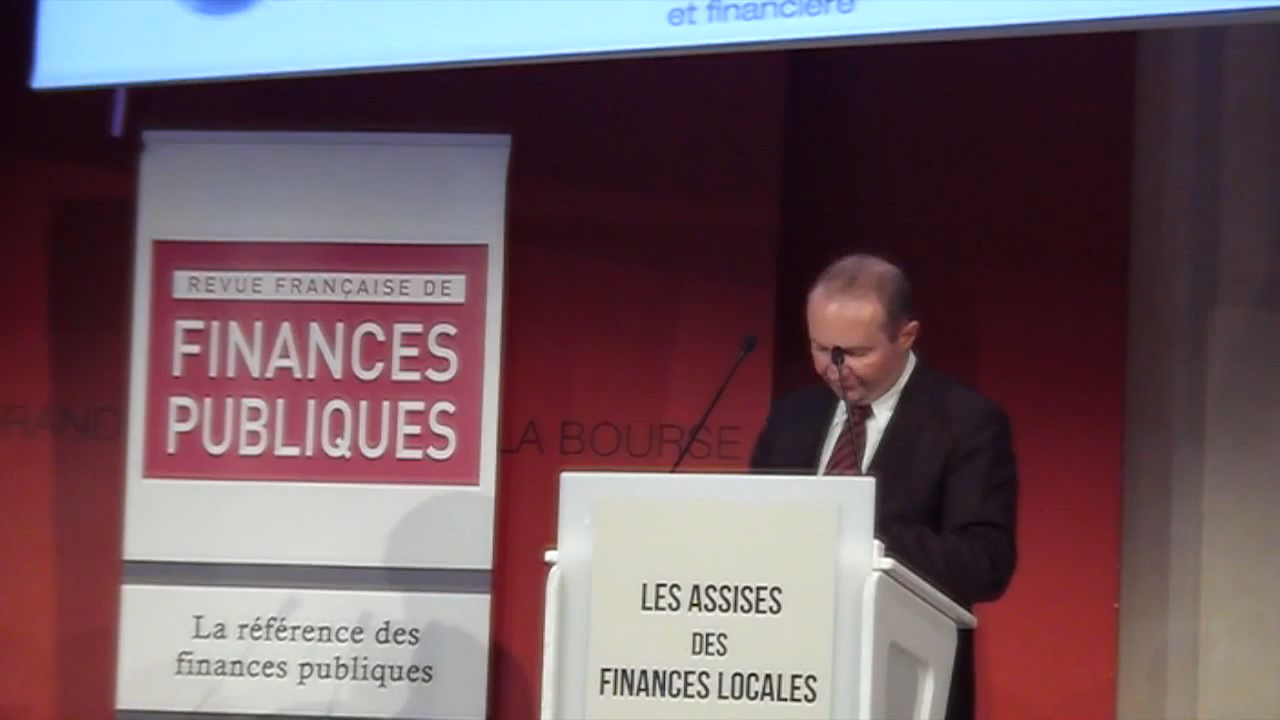 et financière
REVUE FRANÇAISE DE
FINANCES
PUBLIQUES
GRAND
LA BOURSE
La référence des
finances publiques
LES ASSISES
DES
FINANCES LOCALES